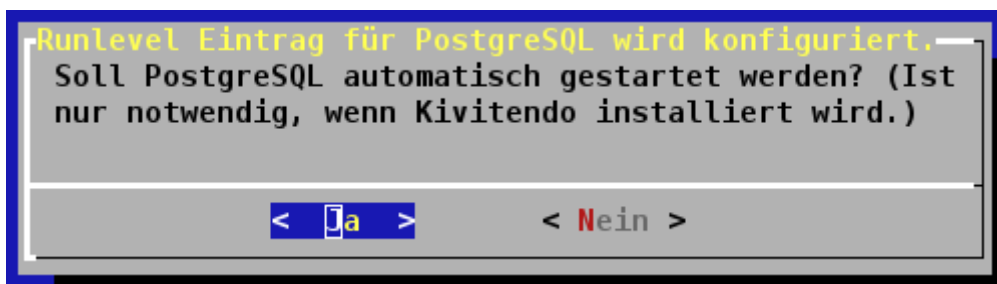 Runlevel Eintrag für PostgreSQL wird konfiguriert.
Soll PostgreSQL automatisch gestartet werden? (Ist
nur notwendig, wenn Kivitendo installiert wird.)
< Ja > < Nein >